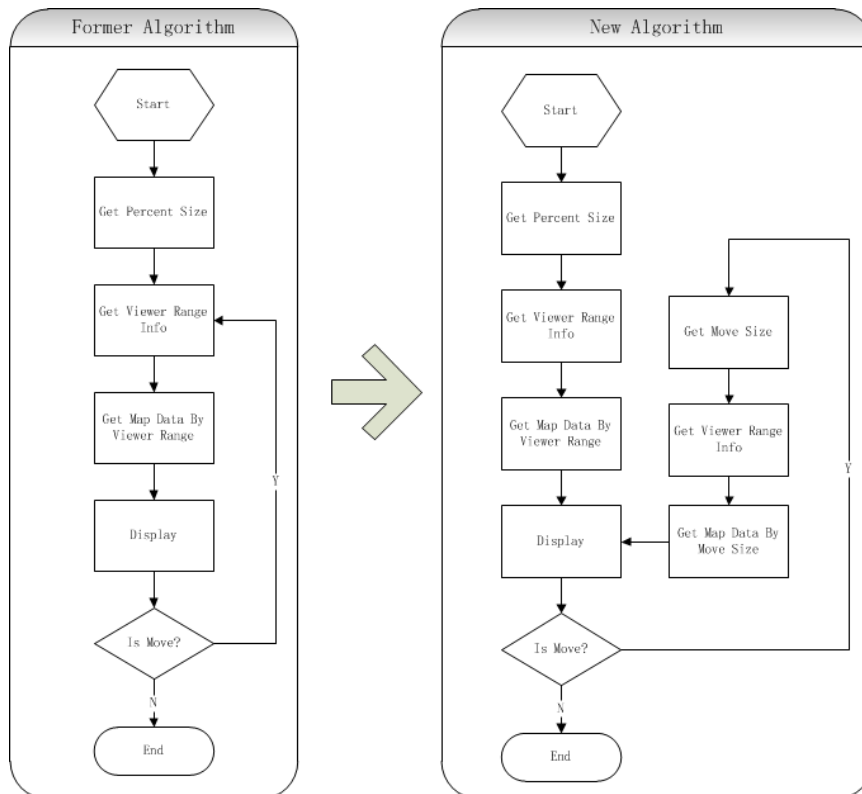 Former Algorithm
Start
Get Percent Size
Get Viewer Range
Info
Get Map Data By
Viewer Range
Display
Y
Is Move?
N
End
New Algorithm
Start
Get Percent Size
Get Viewer Range
Info
Get Map Data By
Viewer Range
Display
Is Move?
N
End
Get Move Size
Get Viewer Range
Info
Get Map Data By
Move Size
Y